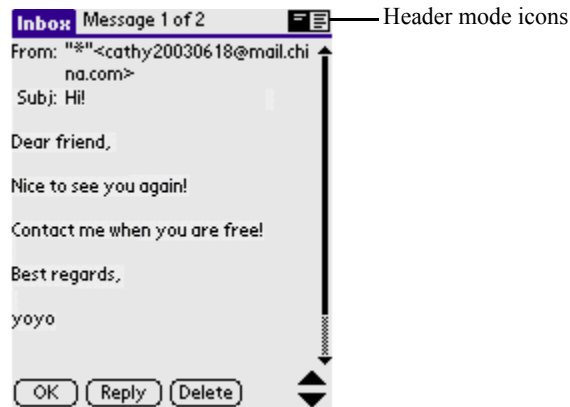 Inbox Message 1 of 2
Header mode icons
From: "*"<cathy20030618@mail.chi
na.com>
Subj: Hi!
Dear friend,
Nice to see you again!
Contact me when you are free!
Best regards,
yoyo
OK Reply Delete